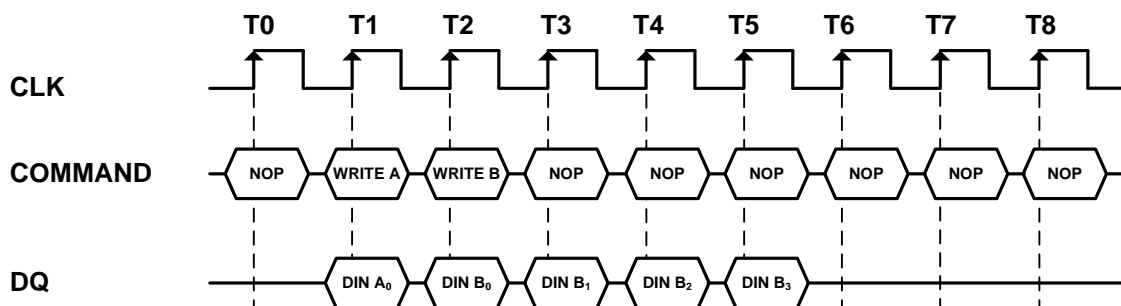 T0 T1 T2 T3 T4 T5 T6 T7 T8
CLK
COMMAND NOP WRITE A WRITE B NOP NOP NOP NOP NOP NOP
DQ DIN A₀ DIN B₀ DIN B₁ DIN B₂ DIN B₃